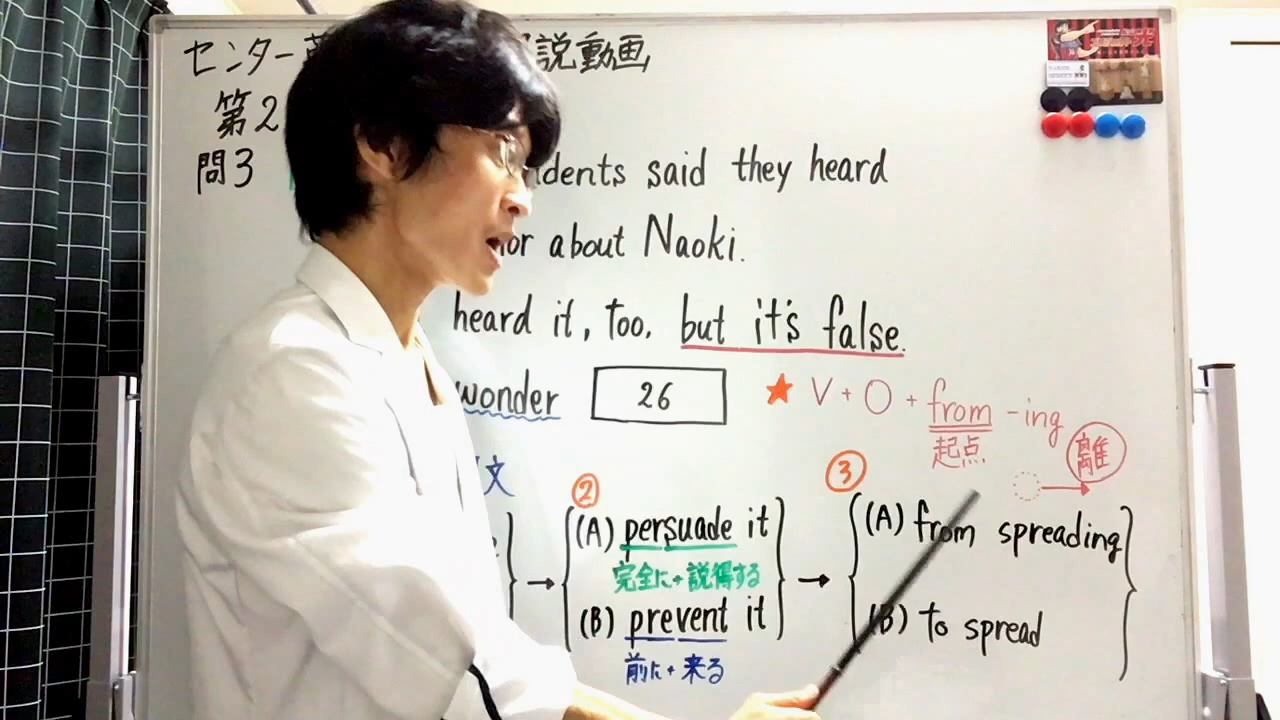 センター 説動画
第2
問3 said they heard
about Naoki.
heard it, too, but it's false.
wonder 26
★ V + O + from -ing
起点 離
文 ② ③
(A) persuade it → (A) from spreading
完全に+説得する
(B) prevent it (B) to spread
前に+来る